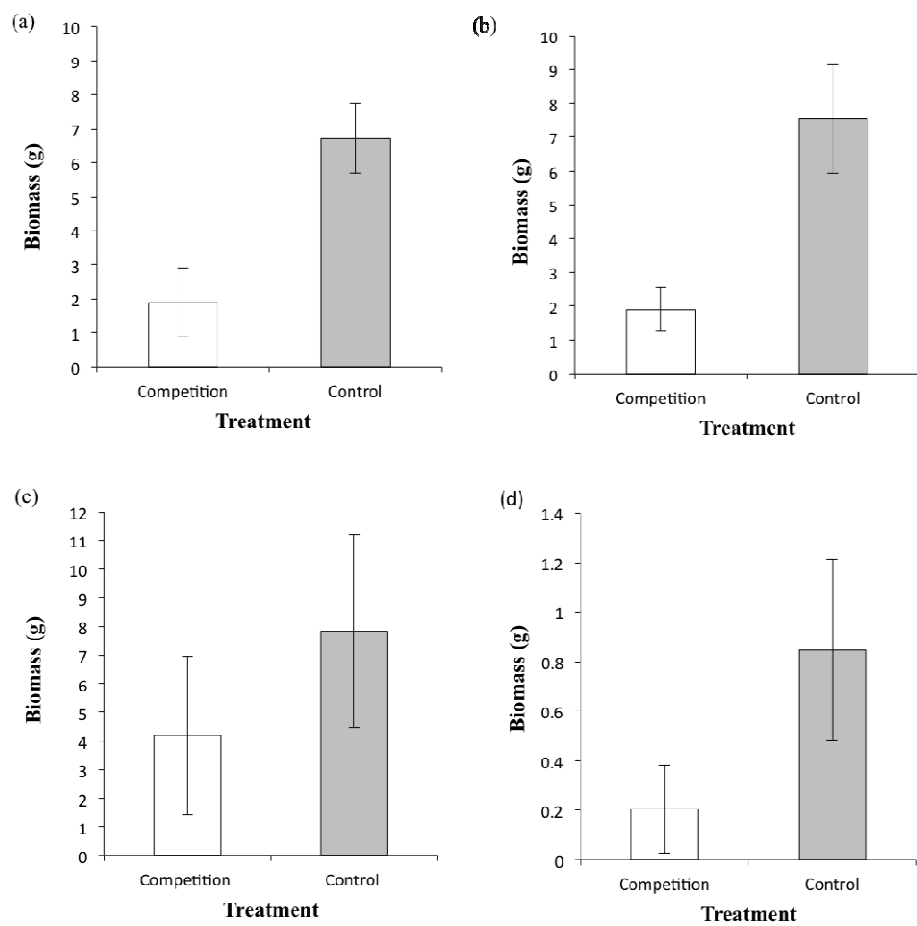 (a)
10
9
8
7
6
5
4
3
2
1
0
Biomass (g)
Competition Control
Treatment
(b)
10
9
8
7
6
5
4
3
2
1
0
Biomass (g)
Competition Control
Treatment
(c)
12
11
10
9
8
7
6
5
4
3
2
1
0
Biomass (g)
Competition Control
Treatment
(d)
1.4
1.2
1
0.8
0.6
0.4
0.2
0
Biomass (g)
Competition Control
Treatment